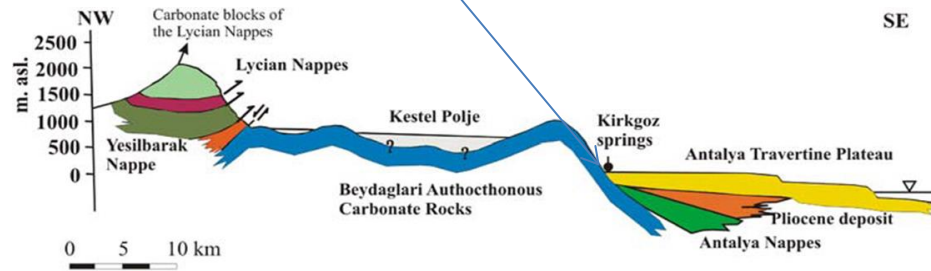 NW
Carbonate blocks of
the Lycian Nappes
SE
m. asl.
2500
2000
1500
1000
500
0
Lycian Nappes
Yesilbarak
Nappe
Kestel Polje
?
?
Beydaglari Authocthonous
Carbonate Rocks
Kirkgoz
springs
Antalya Travertine Plateau
Pliocene deposit
Antalya Nappes
0 5 10 km